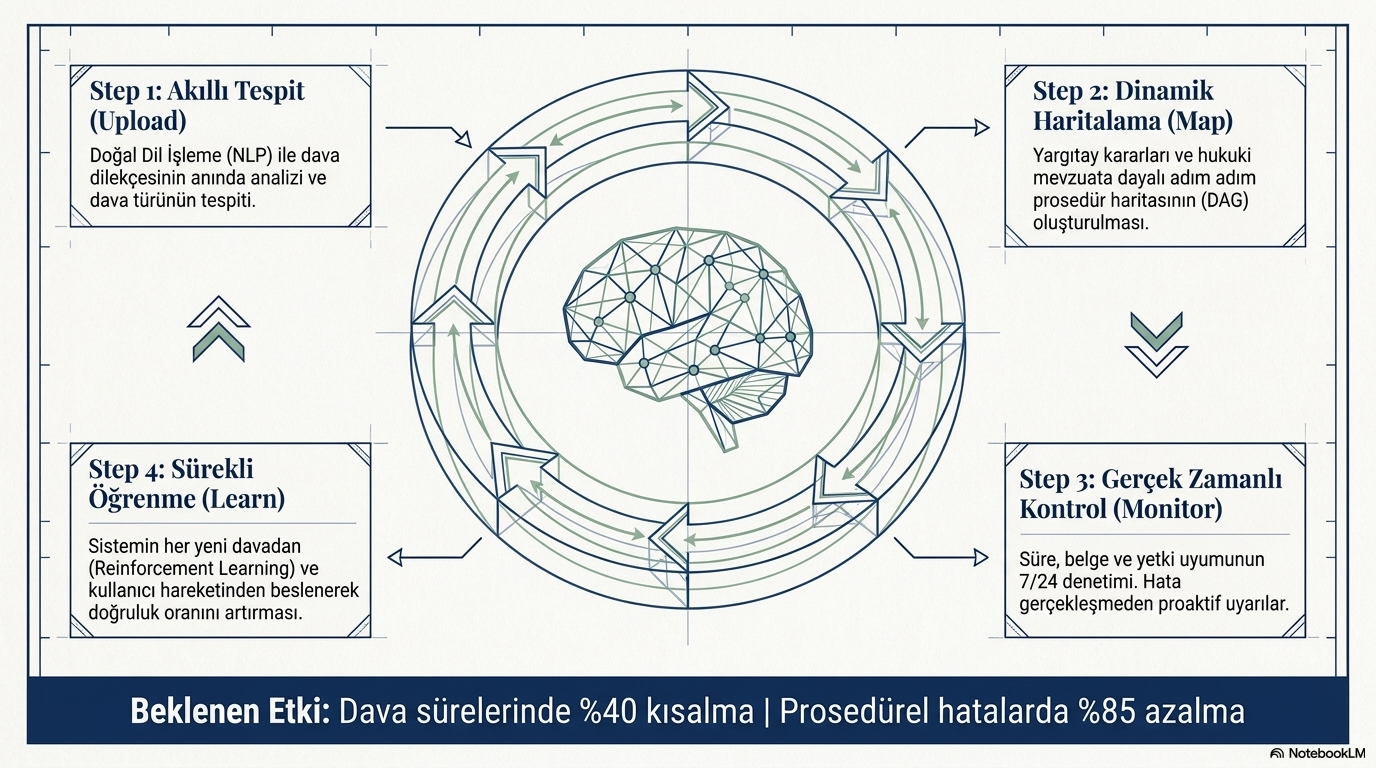 Step 1: Akıllı Tespit
(Upload)
Doğal Dil İşleme (NLP) ile dava
dilekçesinin anında analizi ve
dava türünün tespiti.
Step 2: Dinamik
Haritalama (Map)
Yargıtay kararları ve hukuki
mevzuata dayalı adım adım
prosedür haritasının (DAG)
oluşturulması.
Step 3: Gerçek Zamanlı
Kontrol (Monitor)
Süre, belge ve yetki uyumunun
7/24 denetimi. Hata
gerçekleşmeden proaktif uyarılar.
Step 4: Sürekli
Öğrenme (Learn)
Sistemin her yeni davadan
(Reinforcement Learning) ve
kullanıcı hareketinden beslenerek
doğruluk oranını artırması.
Beklenen Etki: Dava sürelerinde %40 kısalma | Prosedürel hatalarda %85 azalma
NotebookLM